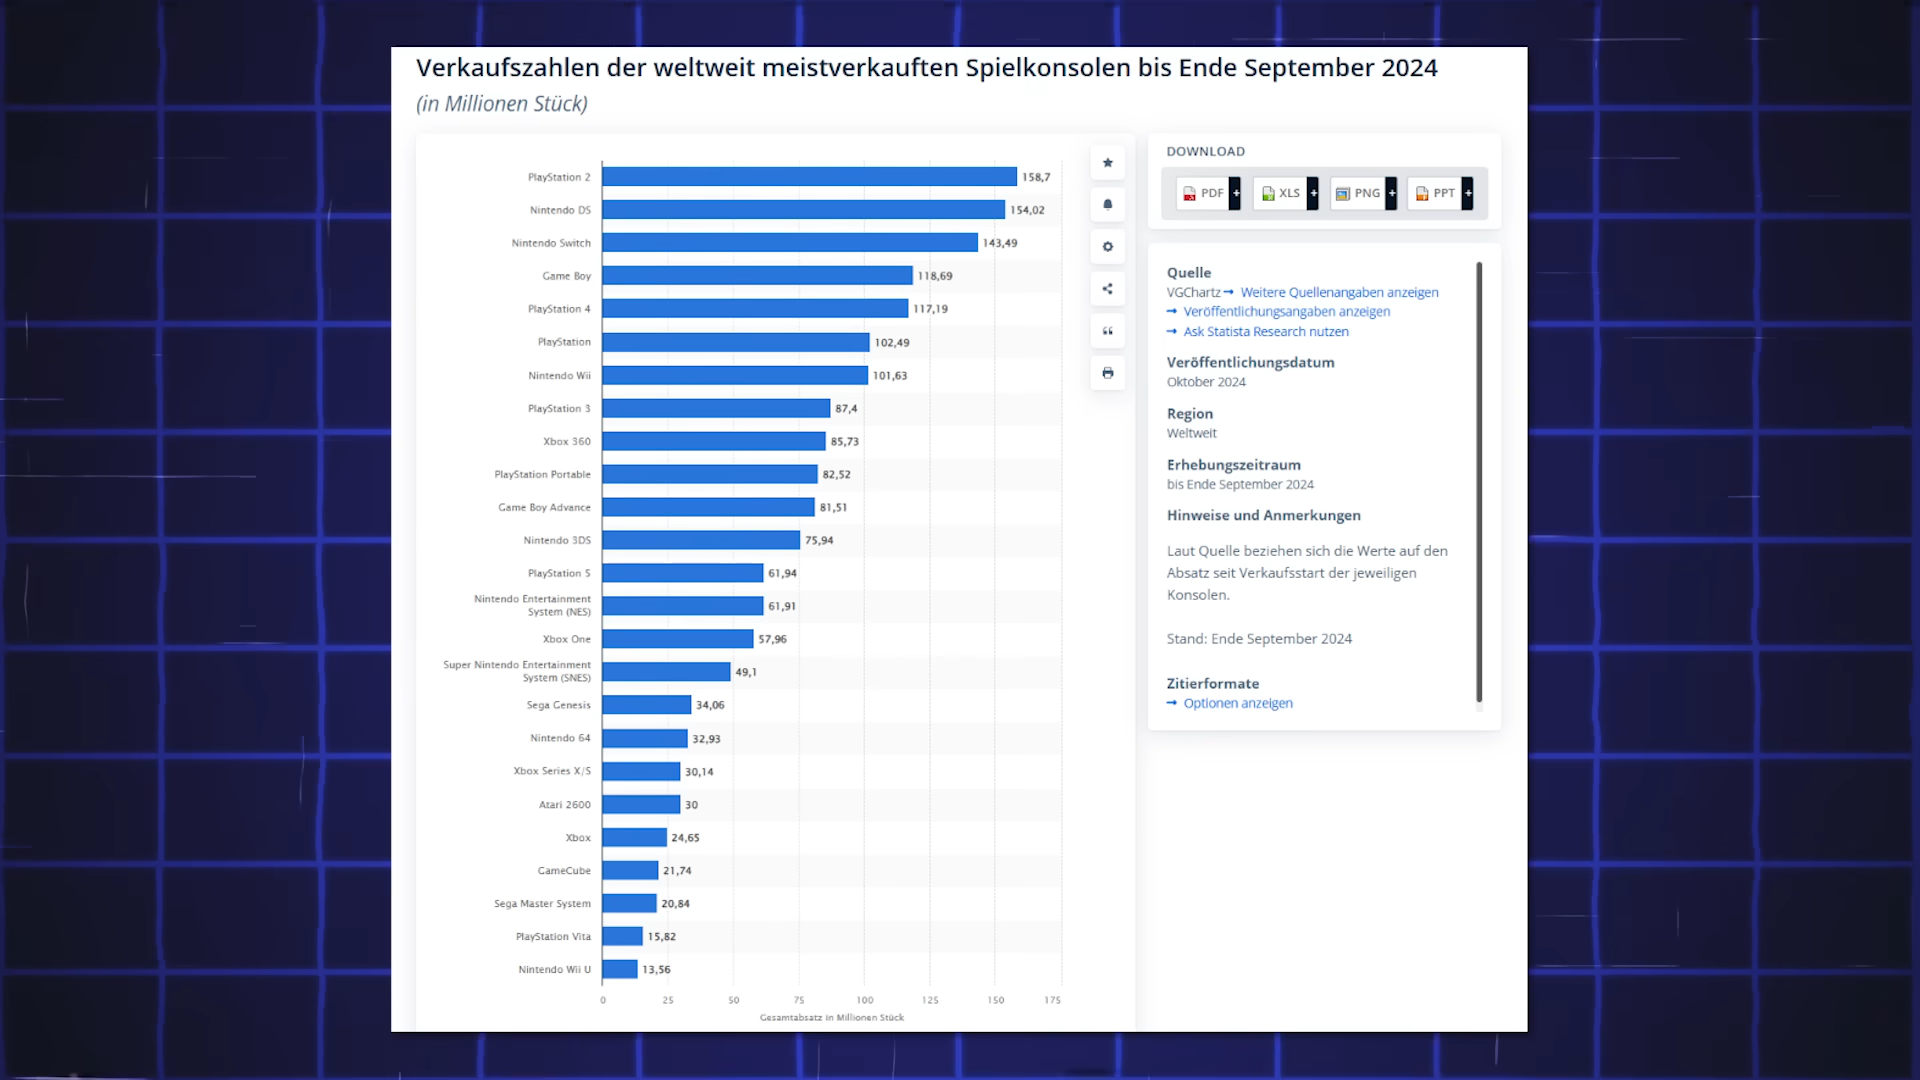 Verkaufszahlen der weltweit meistverkauften Spielkonsolen bis Ende September 2024
(in Millionen Stück)
PlayStation 2 158,7
Nintendo DS 154,02
Nintendo Switch 143,49
Game Boy 118,69
PlayStation 4 117,19
PlayStation 102,49
Nintendo Wii 101,63
PlayStation 3 87,4
Xbox 360 85,73
PlayStation Portable 82,52
Game Boy Advance 81,51
Nintendo 3DS 75,94
PlayStation 5 61,94
Nintendo Entertainment
System (NES) 61,91
Xbox One 57,96
Super Nintendo Entertainment
System (SNES) 49,1
Sega Genesis 34,06
Nintendo 64 32,93
Xbox Series X/S 30,14
Atari 2600 30
Xbox 24,65
GameCube 21,74
Sega Master System 20,84
PlayStation Vita 15,82
Nintendo Wii U 13,56
0 25 50 75 100 125 150 175
Gesamtabsatz in Millionen Stück
DOWNLOAD
PDF + XLS + PNG + PPT +
Quelle
VGChartz → Weitere Quellenangaben anzeigen
→ Veröffentlichungsangaben anzeigen
→ Ask Statista Research nutzen
Veröffentlichungsdatum
Oktober 2024
Region
Weltweit
Erhebungszeitraum
bis Ende September 2024
Hinweise und Anmerkungen
Laut Quelle beziehen sich die Werte auf den
Absatz seit Verkaufsstart der jeweiligen
Konsolen.
Stand: Ende September 2024
Zitierformate
→ Optionen anzeigen